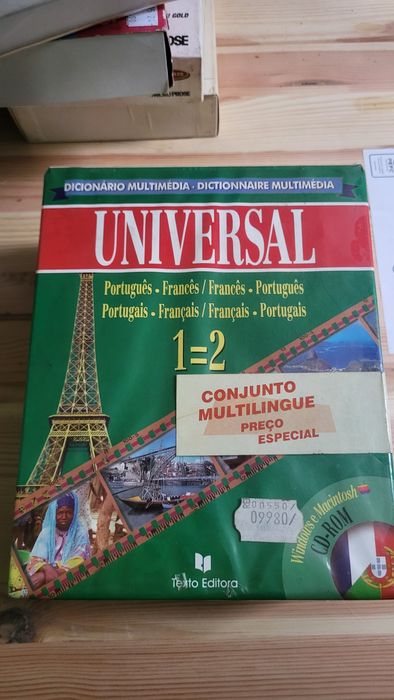 GOLD
DICIONÁRIO MULTIMÉDIA · DICTIONNAIRE MULTIMÉDIA
UNIVERSAL
Português · Francês / Francês · Português
Portugais · Français / Français · Portugais
1=2
CONJUNTO
MULTILINGUE
PREÇO
ESPECIAL
09980/
Windows e Macintosh
CD-ROM
Texto Editora